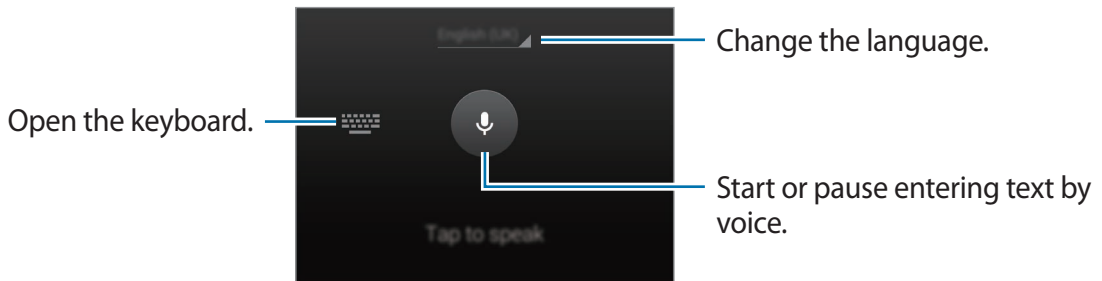 English (UK)
Change the language.
Open the keyboard.
Start or pause entering text by
voice.
Tap to speak